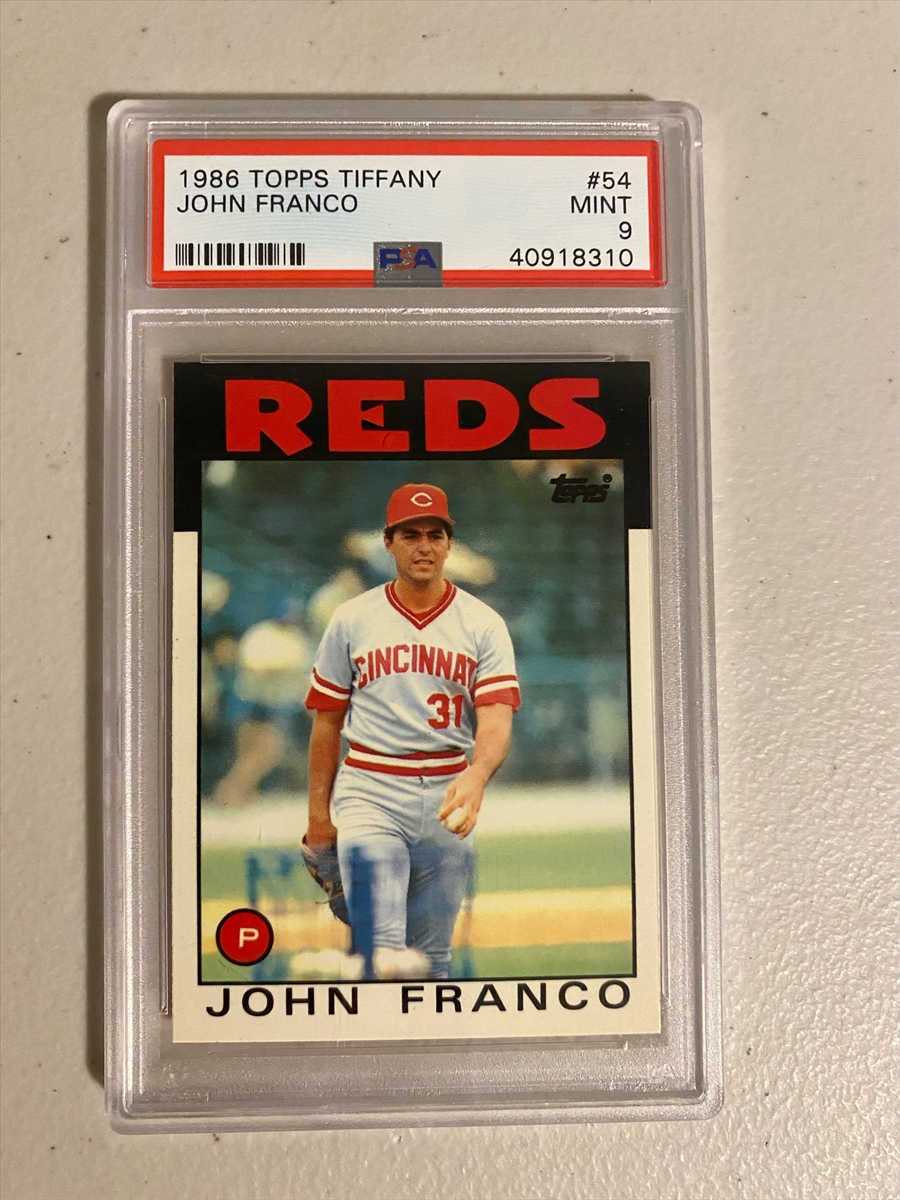 1986 TOPPS TIFFANY #54
JOHN FRANCO MINT
9
PSA 40918310
REDS
topps®
C
CINCINNATI
31
P
JOHN FRANCO